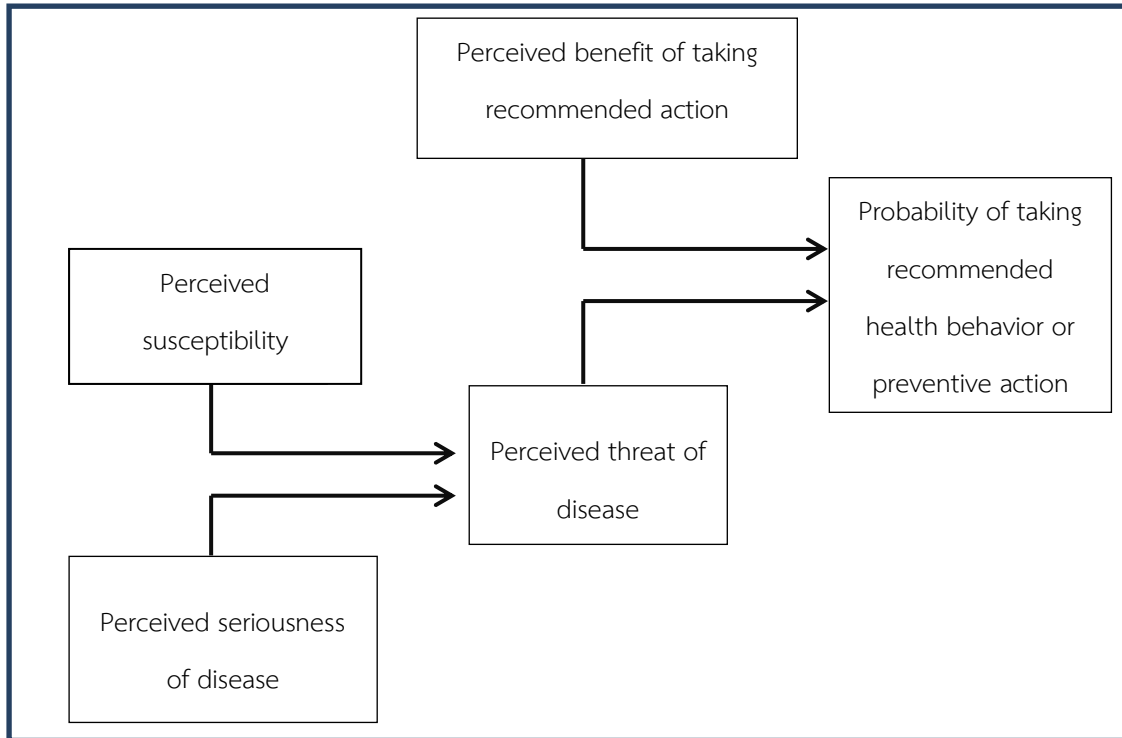 Perceived benefit of taking
recommended action
Probability of taking
recommended
health behavior or
preventive action
Perceived
susceptibility
Perceived threat of
disease
Perceived seriousness
of disease